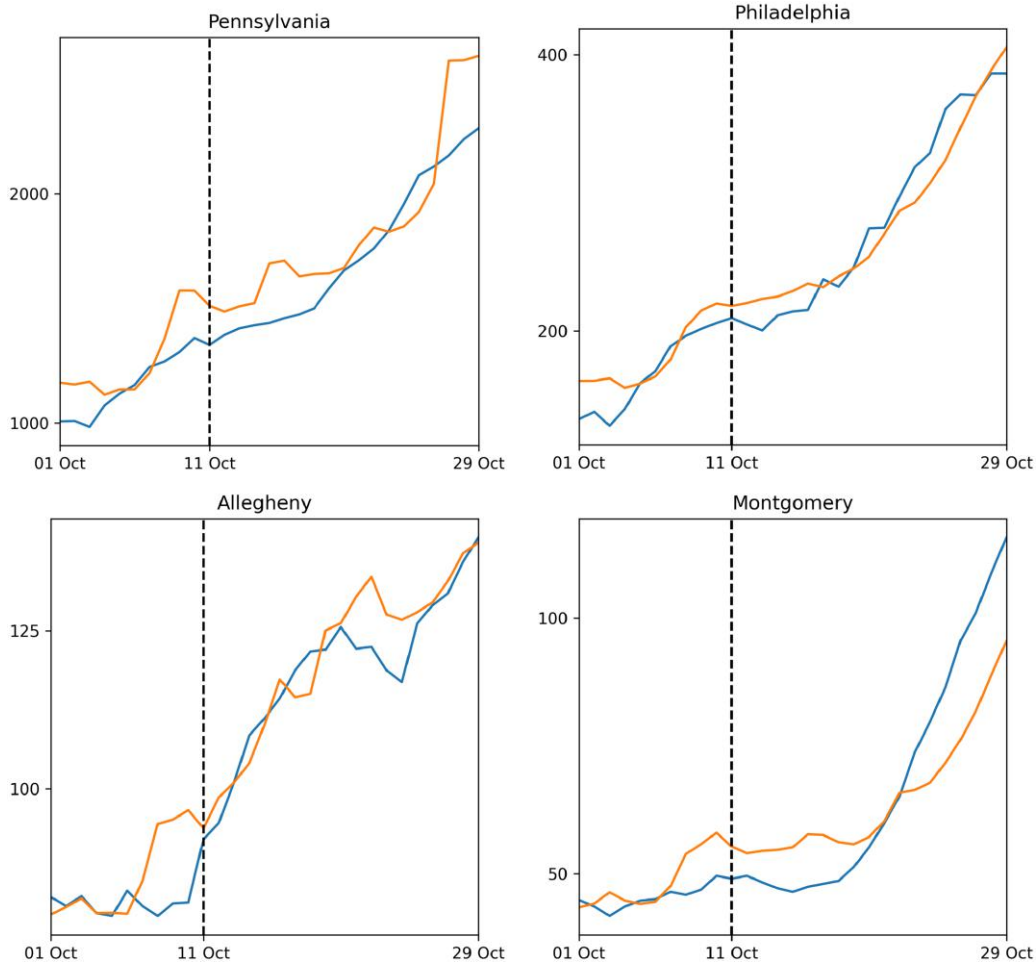 Pennsylvania
2000
1000
01 Oct
11 Oct
29 Oct
Philadelphia
400
200
01 Oct
11 Oct
29 Oct
Allegheny
125
100
01 Oct
11 Oct
29 Oct
Montgomery
100
50
01 Oct
11 Oct
29 Oct